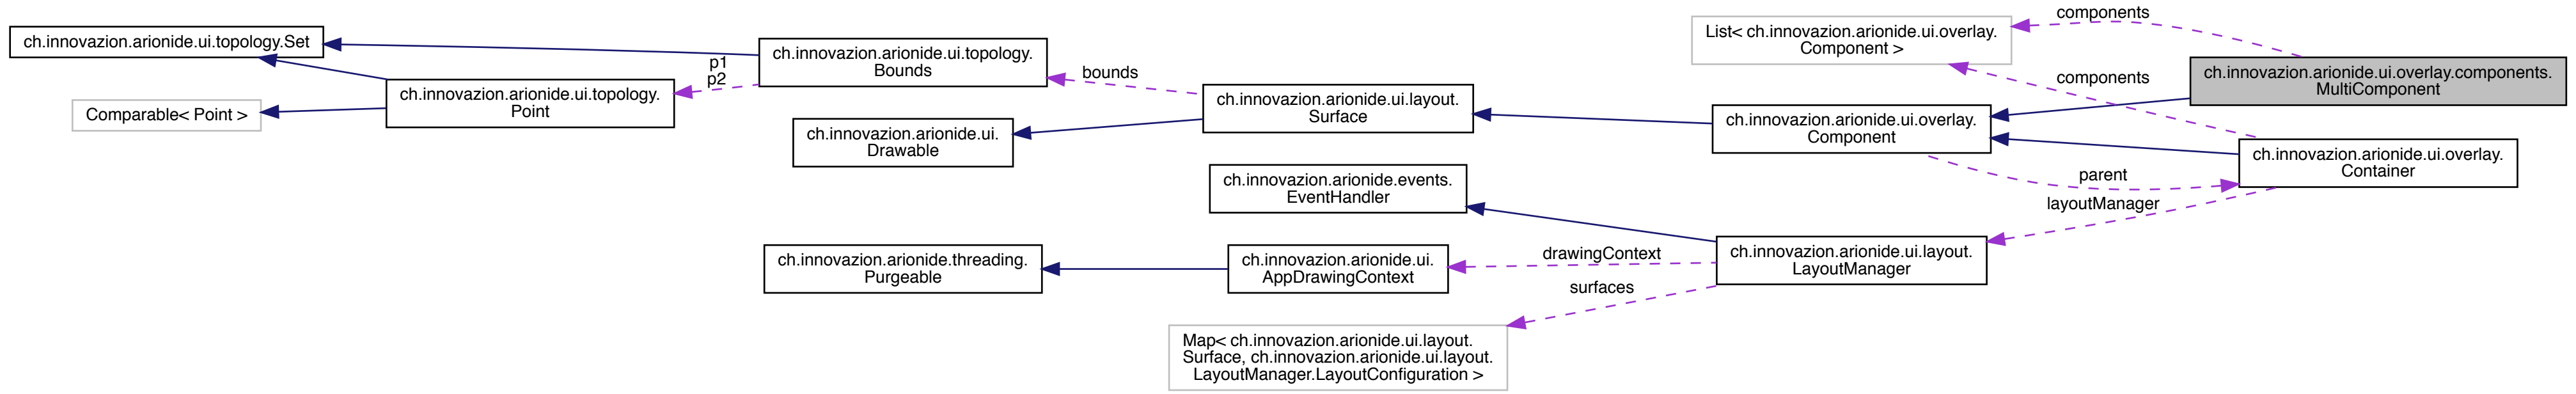 ch.innovazion.arionide.ui.topology.Set
Comparable< Point >
ch.innovazion.arionide.ui.topology.
Point
p1
p2
ch.innovazion.arionide.ui.topology.
Bounds
ch.innovazion.arionide.ui.
Drawable
ch.innovazion.arionide.threading.
Purgeable
bounds
ch.innovazion.arionide.ui.layout.
Surface
ch.innovazion.arionide.events.
EventHandler
ch.innovazion.arionide.ui.
AppDrawingContext
Map< ch.innovazion.arionide.ui.layout.
Surface, ch.innovazion.arionide.ui.layout.
LayoutManager.LayoutConfiguration >
drawingContext
surfaces
List< ch.innovazion.arionide.ui.overlay.
Component >
ch.innovazion.arionide.ui.overlay.
Component
ch.innovazion.arionide.ui.layout.
LayoutManager
components
components
parent
layoutManager
ch.innovazion.arionide.ui.overlay.components.
MultiComponent
ch.innovazion.arionide.ui.overlay.
Container